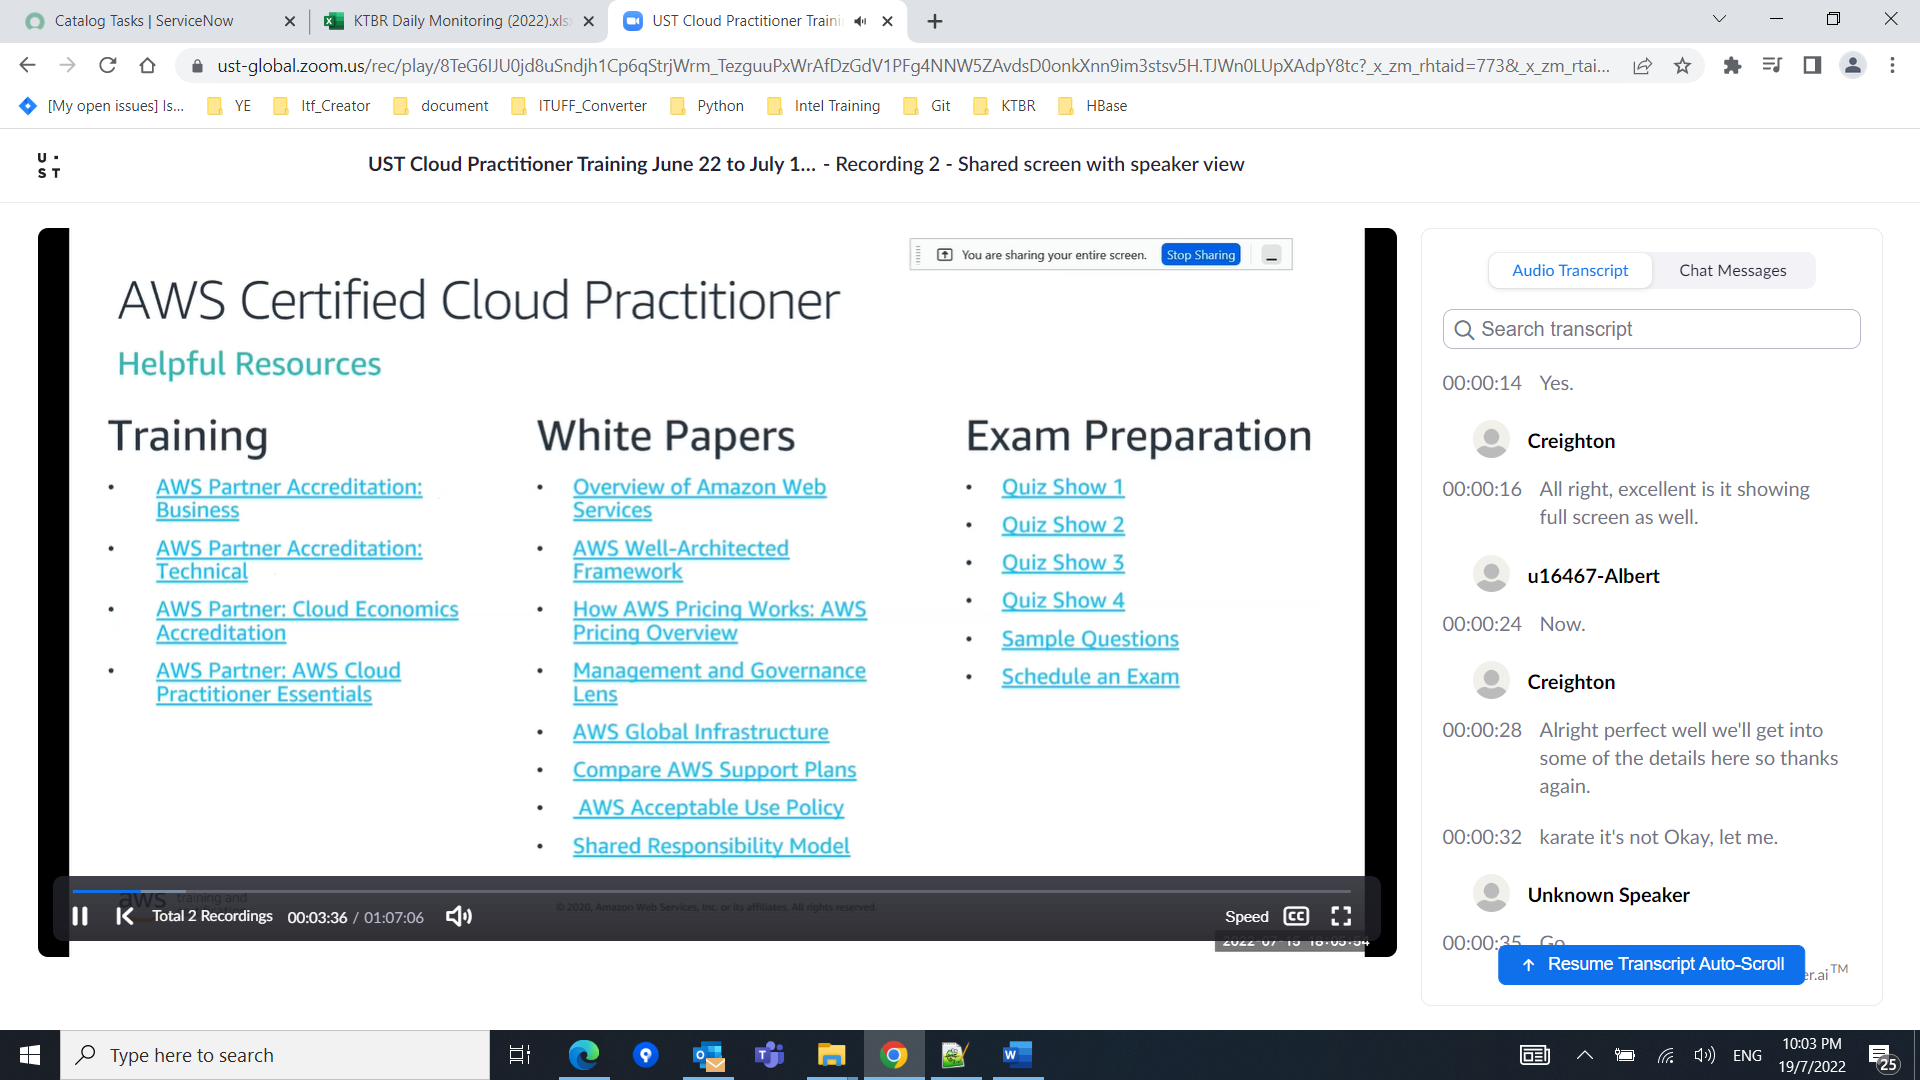 Catalog Tasks | ServiceNow
KTBR Daily Monitoring (2022).xls
UST Cloud Practitioner Traini
ust-global.zoom.us/rec/play/8TeG6IJU0jd8uSndjh1Cp6qStrjWrm_TezguuPxWrAfDzGdV1PFg4NNW5ZAvdsD0onkXnn9im3stsv5H.TJWn0LUpXAdpY8tc?_x_zm_rhtaid=773&_x_zm_rtai...
[My open issues] Is...
YE
Itf_Creator
document
ITUFF_Converter
Python
Intel Training
Git
KTBR
HBase
U · S T
UST Cloud Practitioner Training June 22 to July 1... - Recording 2 - Shared screen with speaker view
You are sharing your entire screen. Stop Sharing
AWS Certified Cloud Practitioner
Helpful Resources
Training
• AWS Partner Accreditation:
Business
• AWS Partner Accreditation:
Technical
• AWS Partner: Cloud Economics
Accreditation
• AWS Partner: AWS Cloud
Practitioner Essentials
White Papers
• Overview of Amazon Web
Services
• AWS Well-Architected
Framework
• How AWS Pricing Works: AWS
Pricing Overview
• Management and Governance
Lens
• AWS Global Infrastructure
• Compare AWS Support Plans
• AWS Acceptable Use Policy
• Shared Responsibility Model
Exam Preparation
• Quiz Show 1
• Quiz Show 2
• Quiz Show 3
• Quiz Show 4
• Sample Questions
• Schedule an Exam
aws training and
© 2020, Amazon Web Services, Inc. or its affiliates. All rights reserved.
Total 2 Recordings 00:03:36 / 01:07:06
Speed CC
2022-07-15 18:05:54
Audio Transcript
Chat Messages
Search transcript
00:00:14 Yes.
Creighton
00:00:16 All right, excellent is it showing
full screen as well.
u16467-Albert
00:00:24 Now.
Creighton
00:00:28 Alright perfect well we'll get into
some of the details here so thanks
again.
00:00:32 karate it's not Okay, let me.
Unknown Speaker
00:00:35 Go
Resume Transcript Auto-Scroll
er.ai™
Type here to search
ENG
10:03 PM
19/7/2022
25